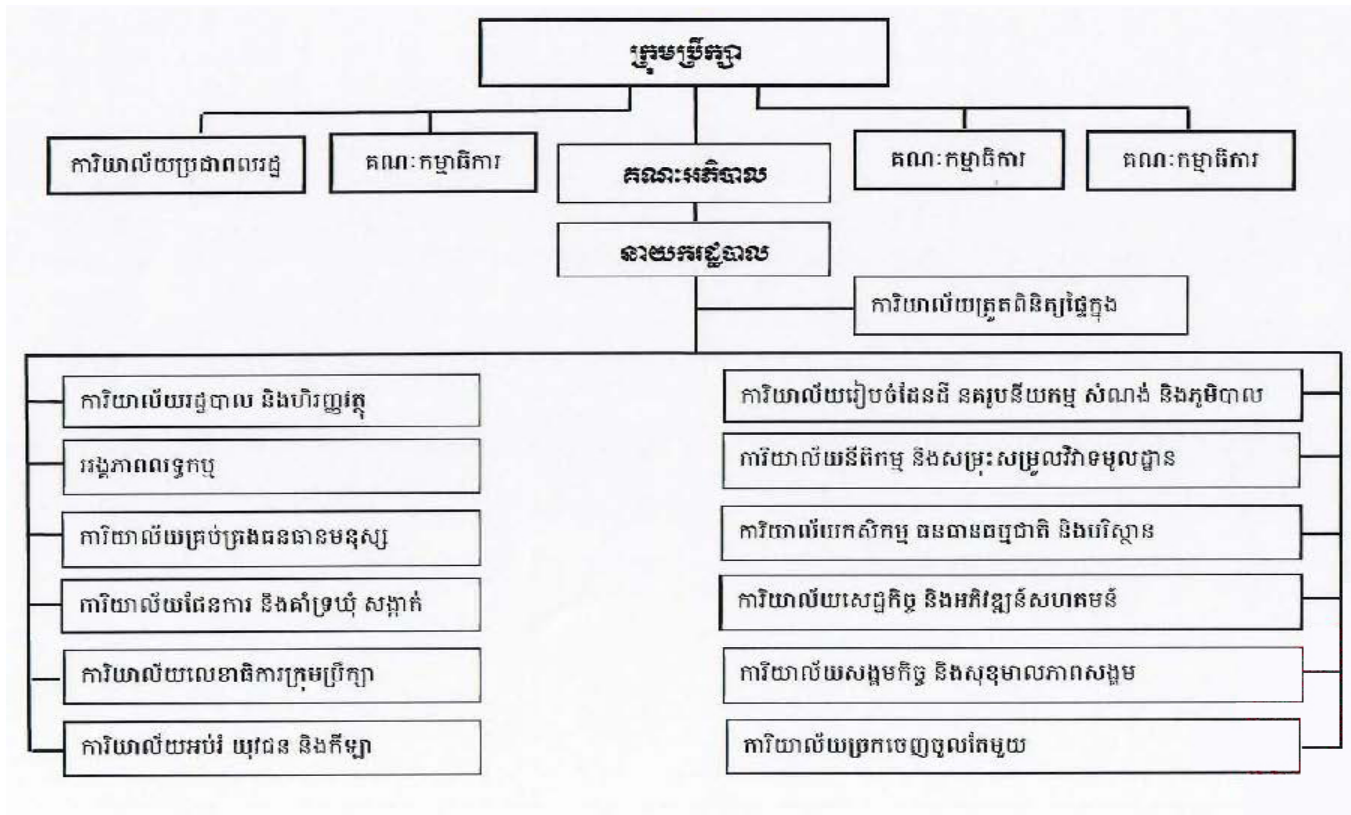 ក្រុមប្រឹក្សា
ការិយាល័យប្រជាពលរដ្ឋ
គណៈកម្មាធិការ
គណៈអភិបាល
គណៈកម្មាធិការ
គណៈកម្មាធិការ
នាយករដ្ឋបាល
ការិយាល័យត្រួតពិនិត្យផ្ទៃក្នុង
ការិយាល័យរដ្ឋបាល និងហិរញ្ញវត្ថុ
អង្គភាពលទ្ធកម្ម
ការិយាល័យគ្រប់គ្រងធនធានមនុស្ស
ការិយាល័យផែនការ និងគាំទ្រឃុំ សង្កាត់
ការិយាល័យលេខាធិការក្រុមប្រឹក្សា
ការិយាល័យអប់រំ យុវជន និងកីឡា
ការិយាល័យរៀបចំដែនដី នគរូបនីយកម្ម សំណង់ និងភូមិបាល
ការិយាល័យនីតិកម្ម និងសម្រុះសម្រួលវិវាទមូលដ្ឋាន
ការិយាល័យកសិកម្ម ធនធានធម្មជាតិ និងបរិស្ថាន
ការិយាល័យសេដ្ឋកិច្ច និងអភិវឌ្ឍន៍សហគមន៍
ការិយាល័យសង្គមកិច្ច និងសុខុមាលភាពសង្គម
ការិយាល័យច្រកចេញចូលតែមួយ